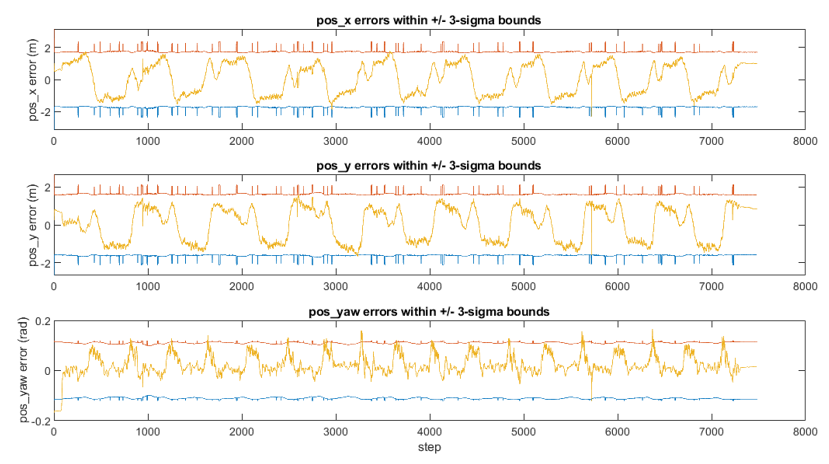 pos_x errors within +/- 3-sigma bounds
pos_x error (m)
2
0
-2
0 1000 2000 3000 4000 5000 6000 7000 8000
pos_y errors within +/- 3-sigma bounds
pos_y error (m)
2
0
-2
0 1000 2000 3000 4000 5000 6000 7000 8000
pos_yaw errors within +/- 3-sigma bounds
pos_yaw error (rad)
0.2
0
-0.2
0 1000 2000 3000 4000 5000 6000 7000 8000
step